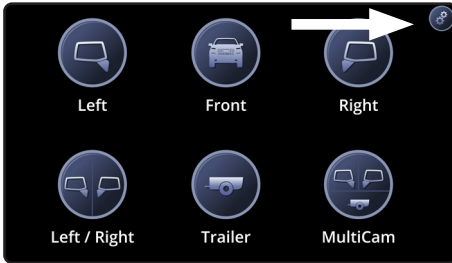 Left
Front
Right
Left / Right
Trailer
MultiCam